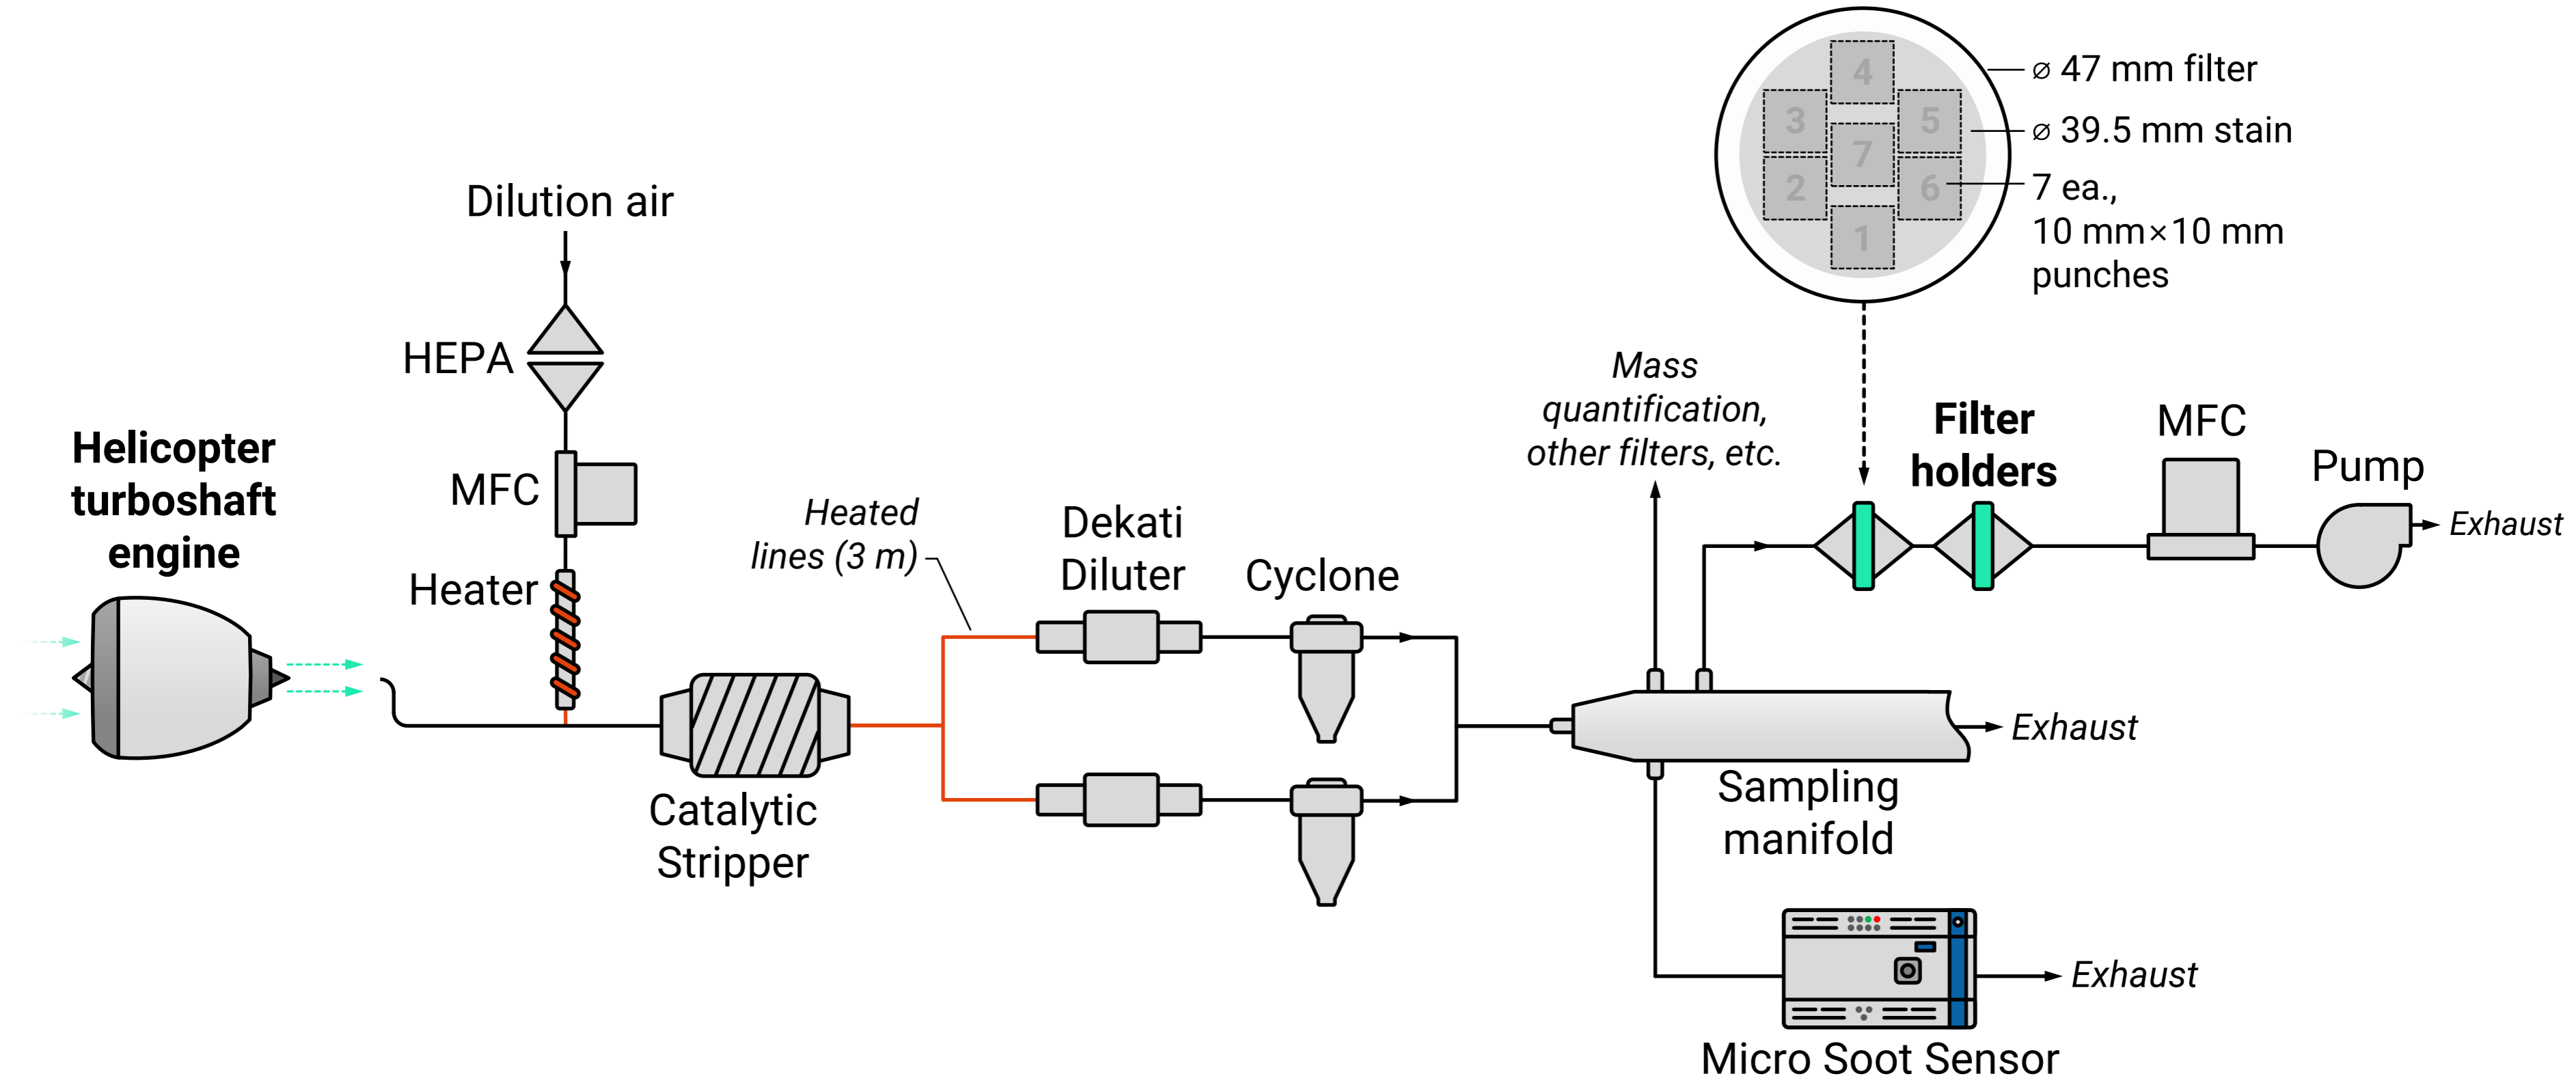 4
3
5
7
2
6
1
⌀ 47 mm filter
⌀ 39.5 mm stain
7 ea.,
10 mm×10 mm
punches
Dilution air
HEPA
MFC
Heater
Helicopter
turboshaft
engine
Catalytic
Stripper
Heated
lines (3 m)
Dekati
Diluter
Cyclone
Mass
quantification,
other filters, etc.
Filter
holders
MFC
Pump
Exhaust
Exhaust
Sampling
manifold
Exhaust
Micro Soot Sensor